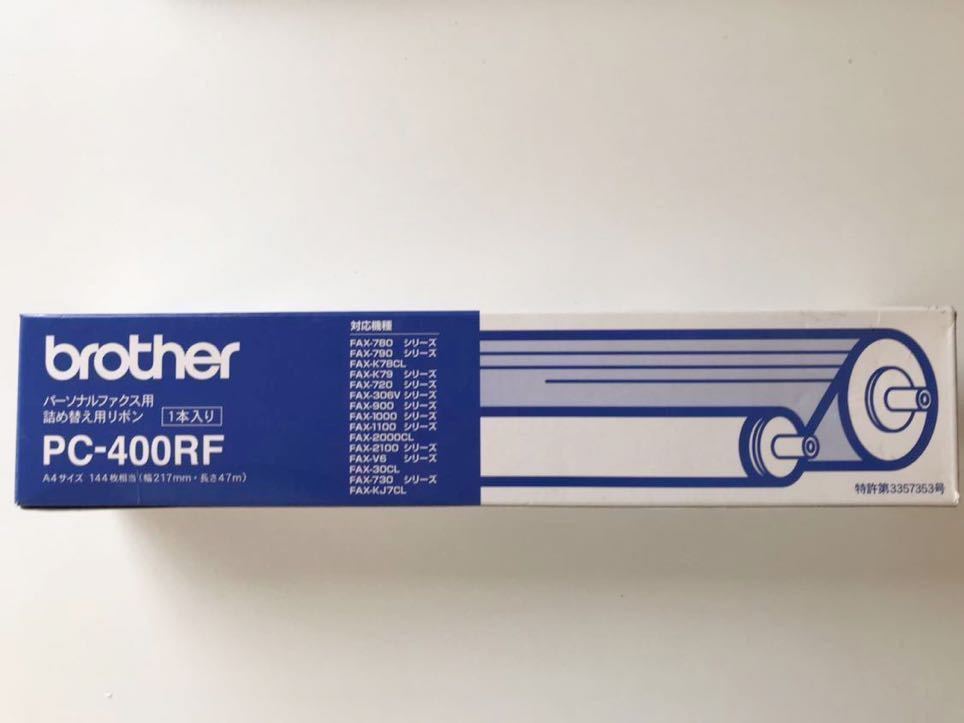 brother
パーソナルファクス用
詰め替え用リボン 1本入り
PC-400RF
A4サイズ 144枚相当(幅217mm・長さ47m)
対応機種
FAX-780 シリーズ
FAX-790 シリーズ
FAX-K78CL
FAX-K79 シリーズ
FAX-720 シリーズ
FAX-306V シリーズ
FAX-900 シリーズ
FAX-1000 シリーズ
FAX-1100 シリーズ
FAX-2000CL
FAX-2100 シリーズ
FAX-V6 シリーズ
FAX-30CL
FAX-730 シリーズ
FAX-KJ7CL
特許第3357353号